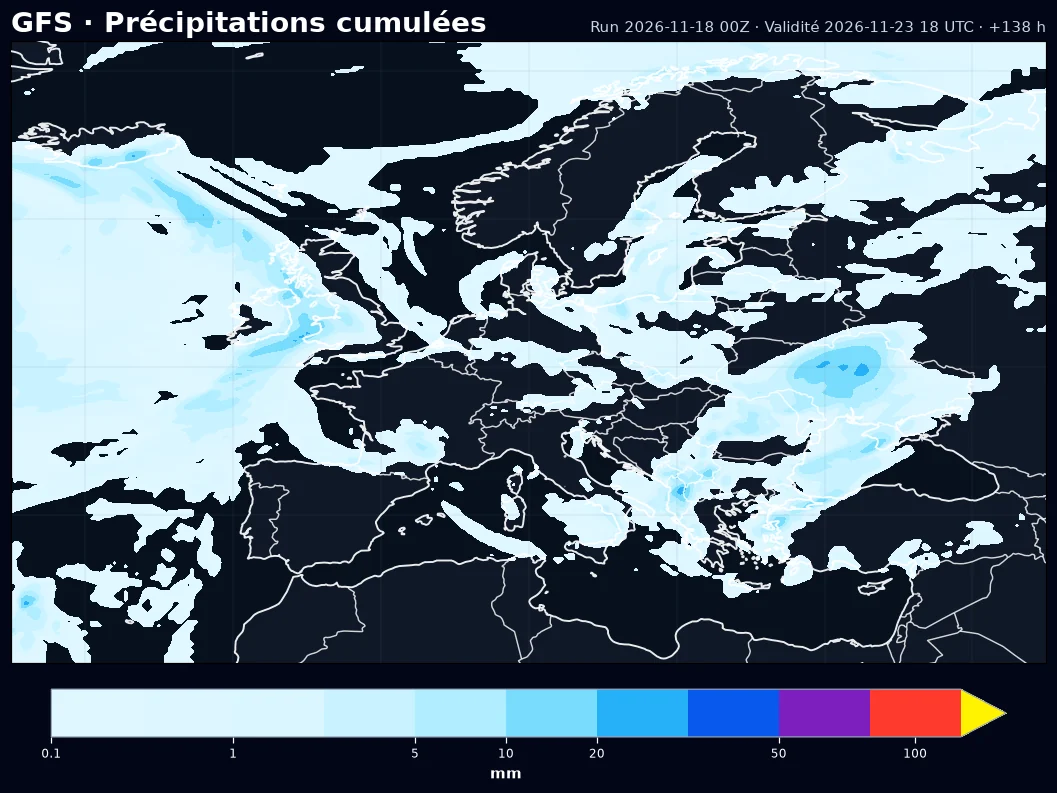 GFS · Précipitations cumulées
Run 2026-11-18 00Z · Validité 2026-11-23 18 UTC · +138 h
0.1 1 5 10 20 50 100
mm